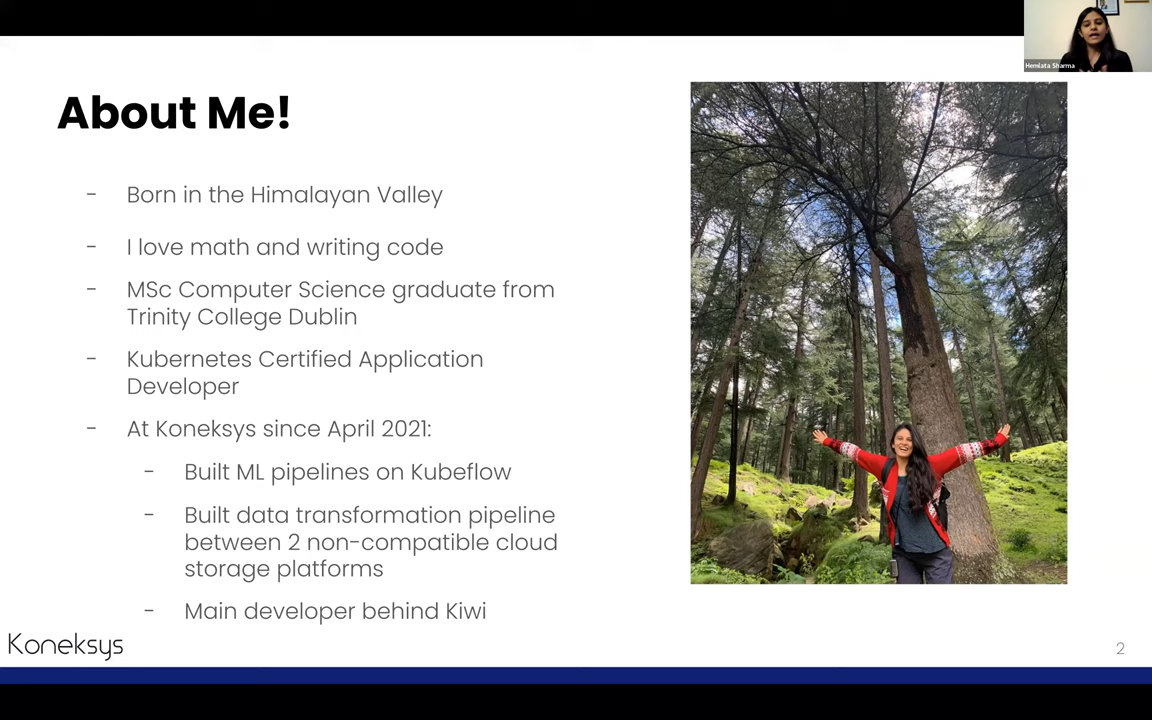 Hemlata Sharma
About Me!
- Born in the Himalayan Valley
- I love math and writing code
- MSc Computer Science graduate from
Trinity College Dublin
- Kubernetes Certified Application
Developer
- At Koneksys since April 2021:
- Built ML pipelines on Kubeflow
- Built data transformation pipeline
between 2 non-compatible cloud
storage platforms
- Main developer behind Kiwi
Koneksys
2